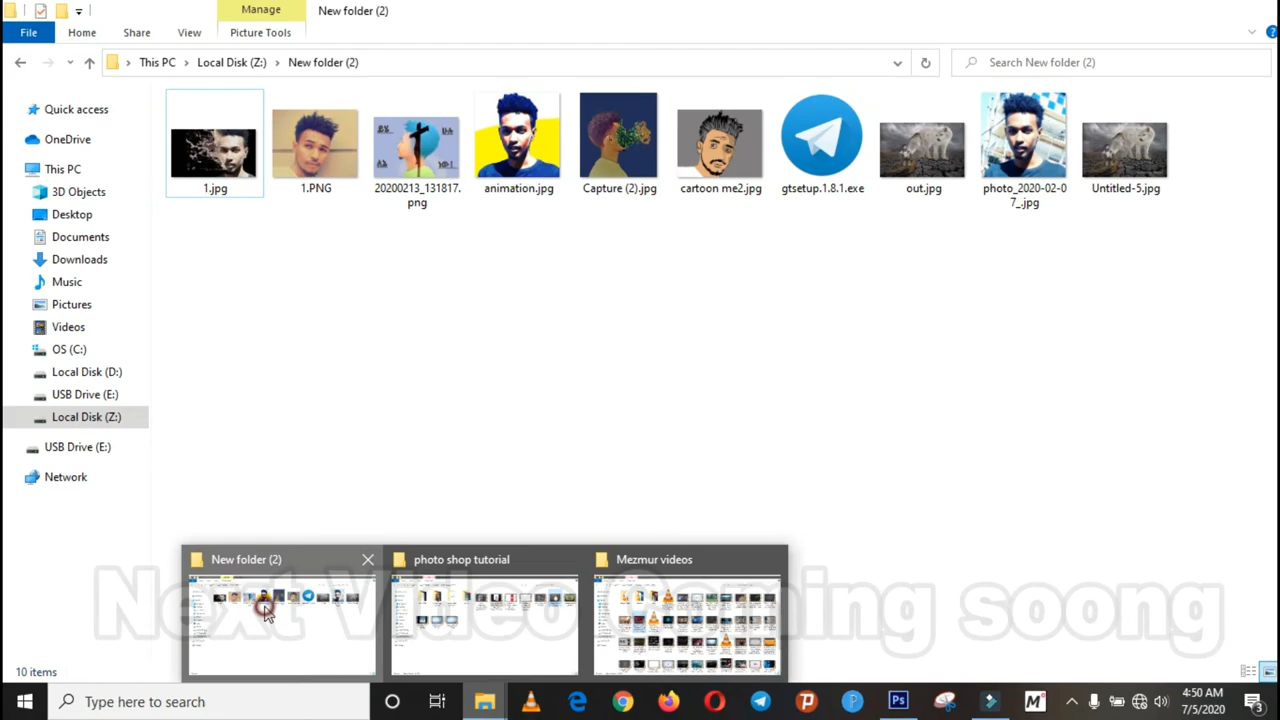 Manage
New folder (2)
File
Home
Share
View
Picture Tools
This PC
Local Disk (Z:)
New folder (2)
Search New folder (2)
Quick access
OneDrive
This PC
3D Objects
Desktop
Documents
Downloads
Music
Pictures
Videos
OS (C:)
Local Disk (D:)
USB Drive (E:)
Local Disk (Z:)
USB Drive (E:)
Network
1.jpg
1.PNG
20200213_131817.
png
animation.jpg
Capture (2).jpg
cartoon me2.jpg
gtsetup.1.8.1.exe
out.jpg
photo_2020-02-0
7_.jpg
Untitled-5.jpg
New folder (2)
photo shop tutorial
Mezmur videos
Next Video Coming soong
10 items
Type here to search
Ps
4:50 AM
7/5/2020
3